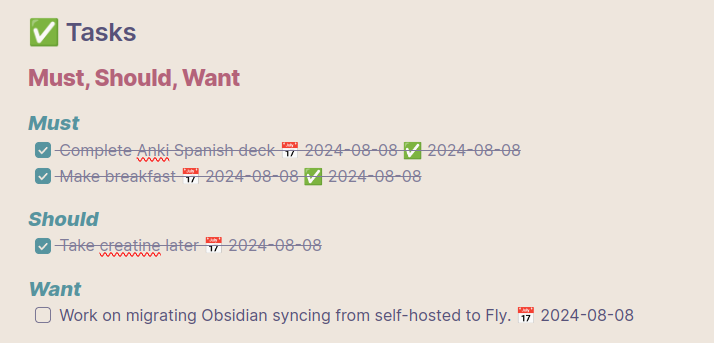 ✅ Tasks
Must, Should, Want
Must
Complete Anki Spanish deck 📅 2024-08-08 ✅ 2024-08-08
Make breakfast 📅 2024-08-08 ✅ 2024-08-08
Should
Take creatine later 📅 2024-08-08
Want
Work on migrating Obsidian syncing from self-hosted to Fly. 📅 2024-08-08